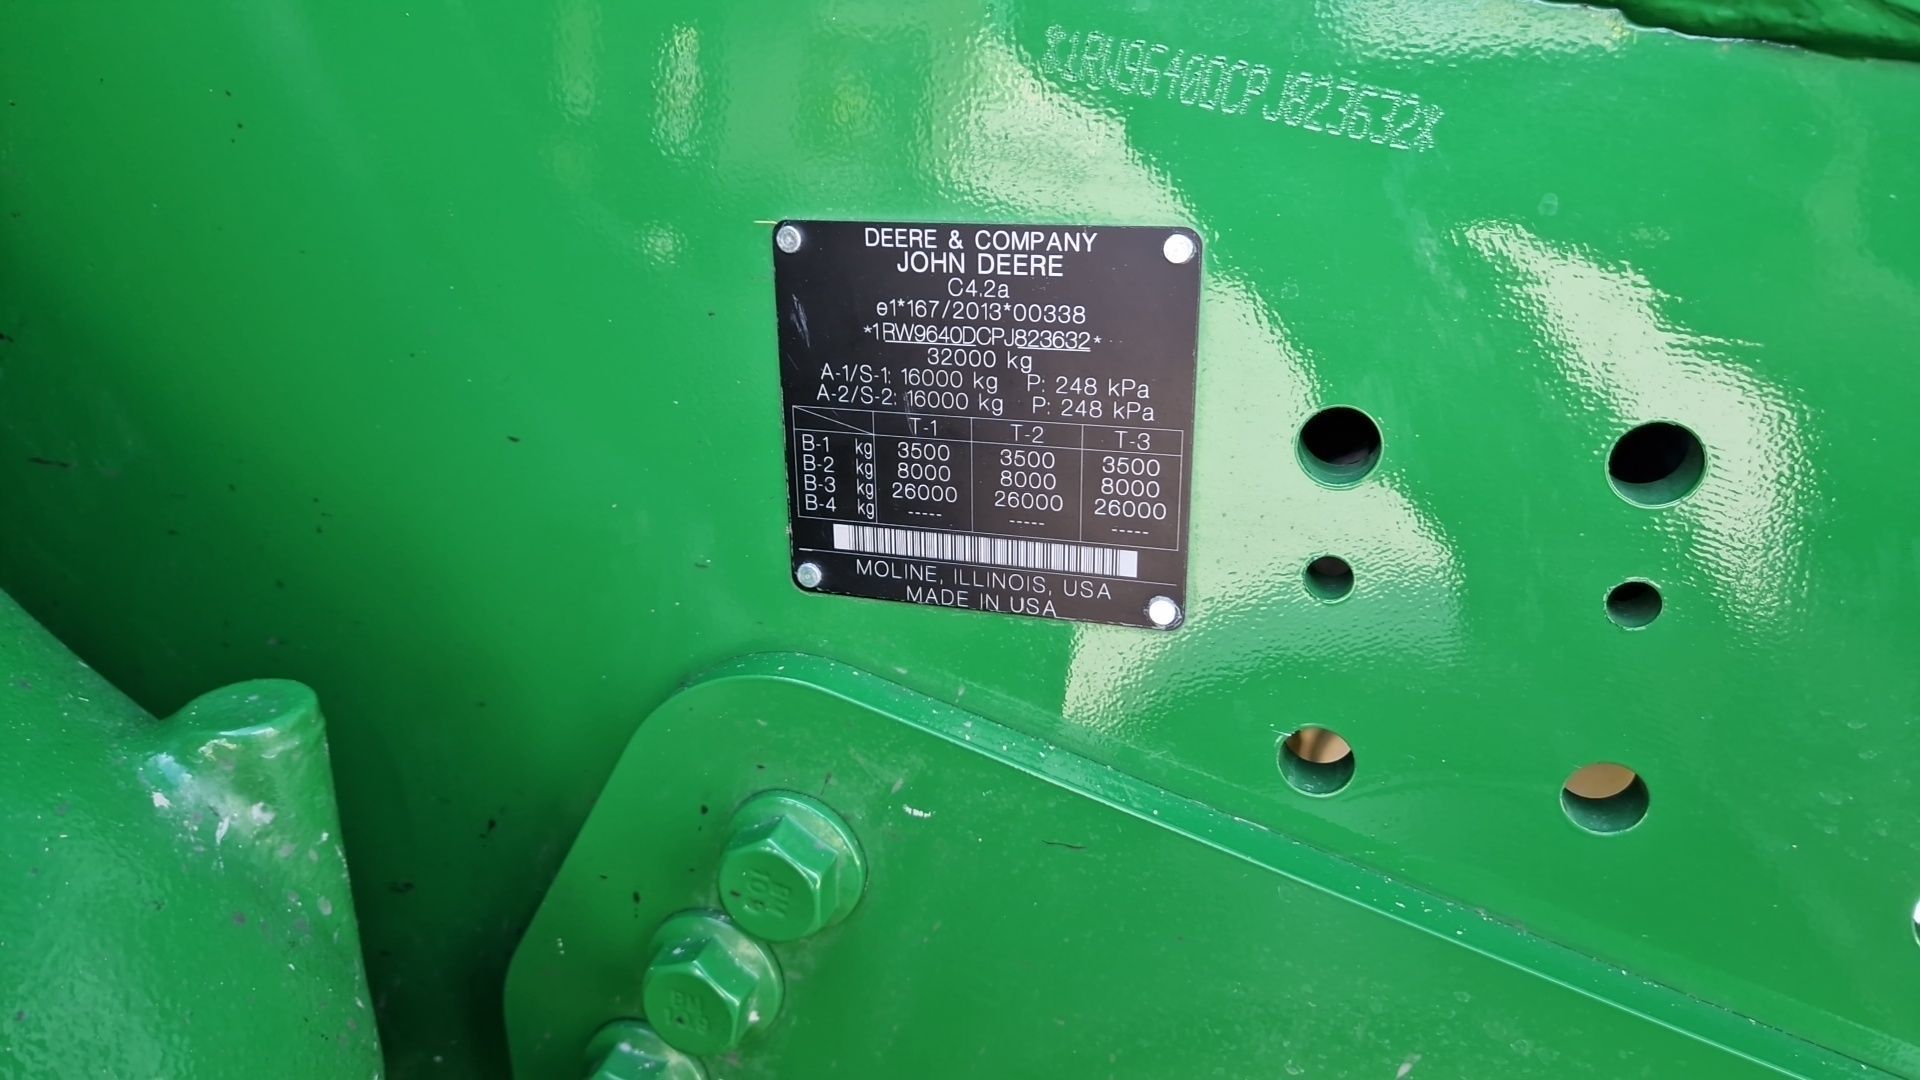 *1RW9640DCPJ823632*
DEERE & COMPANY
JOHN DEERE
C4.2a
e1*167/2013*00338
*1RW9640DCPJ823632*
32000 kg
A-1/S-1: 16000 kg P: 248 kPa
A-2/S-2: 16000 kg P: 248 kPa
T-1 T-2 T-3
B-1 kg 3500 3500 3500
B-2 kg 8000 8000 8000
B-3 kg 26000 26000 26000
B-4 kg ----- ----- -----
MOLINE, ILLINOIS, USA
MADE IN USA